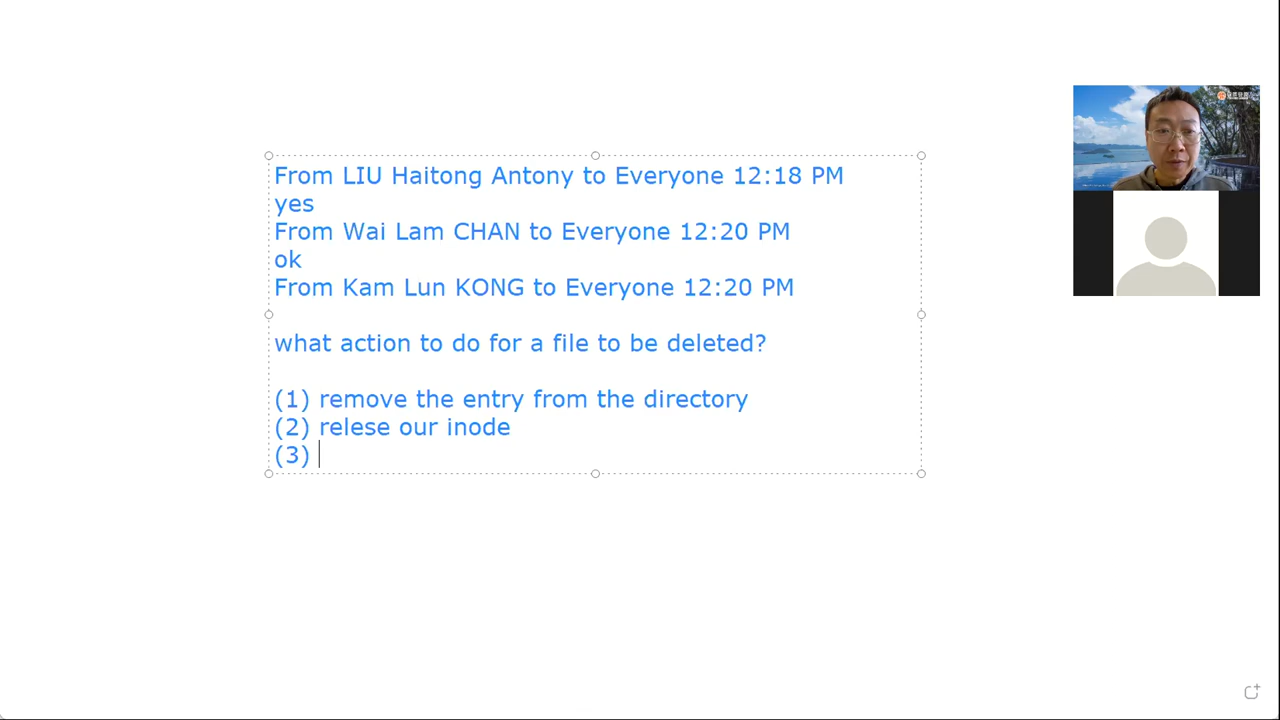 From LIU Haitong Antony to Everyone 12:18 PM
yes
From Wai Lam CHAN to Everyone 12:20 PM
ok
From Kam Lun KONG to Everyone 12:20 PM
what action to do for a file to be deleted?
(1) remove the entry from the directory
(2) relese our inode
(3)